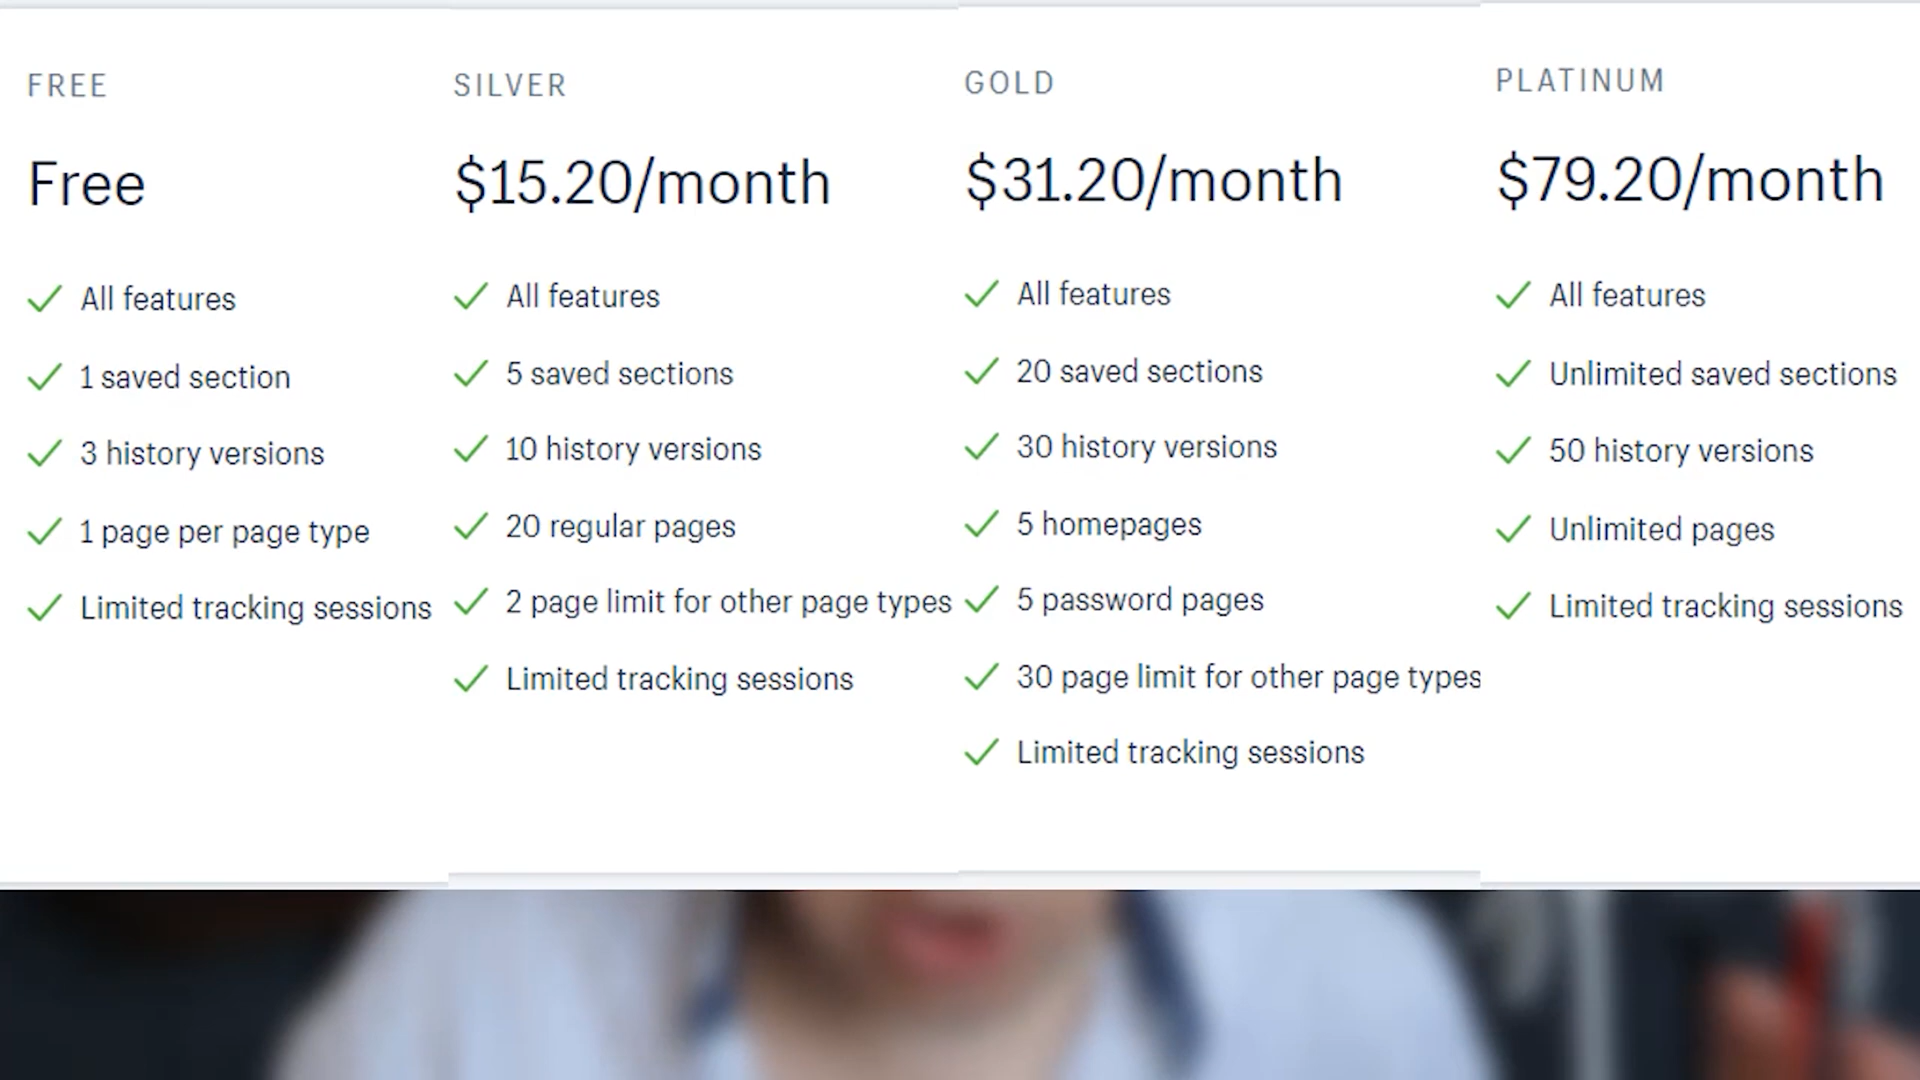 FREE
Free
All features
1 saved section
3 history versions
1 page per page type
Limited tracking sessions
SILVER
$15.20/month
All features
5 saved sections
10 history versions
20 regular pages
2 page limit for other page types
Limited tracking sessions
GOLD
$31.20/month
All features
20 saved sections
30 history versions
5 homepages
5 password pages
30 page limit for other page types
Limited tracking sessions
PLATINUM
$79.20/month
All features
Unlimited saved sections
50 history versions
Unlimited pages
Limited tracking sessions